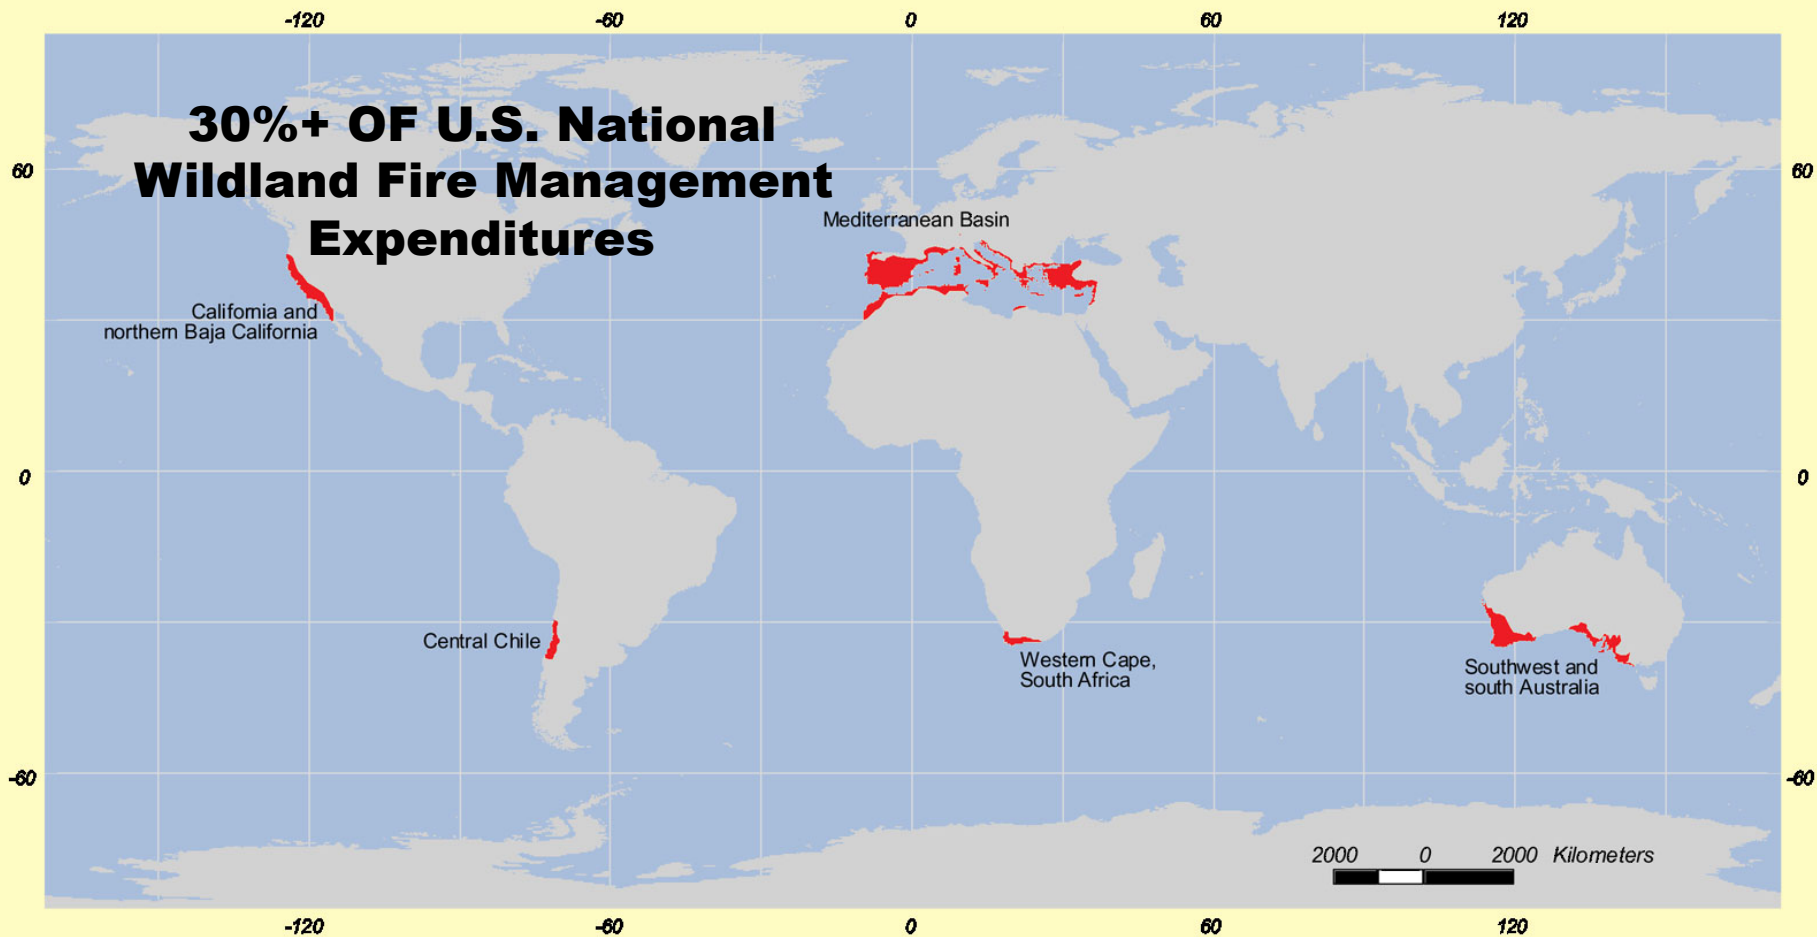 -120 -60 0 60 120
30%+ OF U.S. National
Wildland Fire Management
Expenditures
60 60
Mediterranean Basin
California and
northern Baja California
0 0
Central Chile
Western Cape,
South Africa
Southwest and
south Australia
-60 -60
2000 0 2000 Kilometers
-120 -60 0 60 120